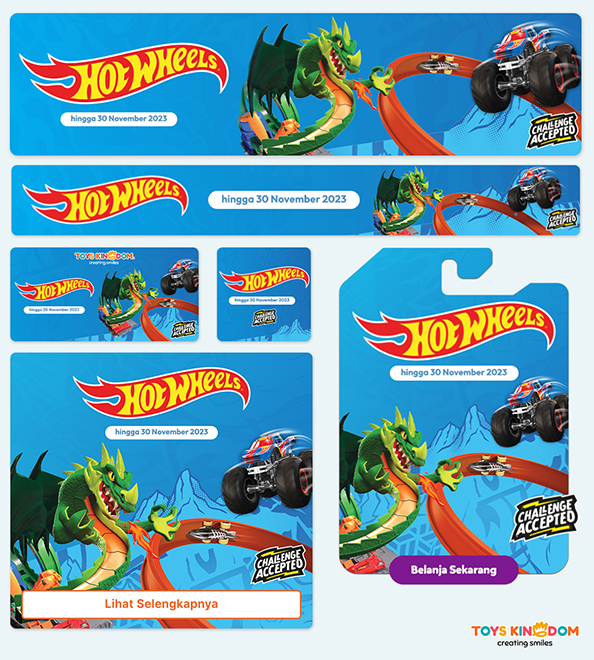 HOT WHEELS
hingga 30 November 2023
CHALLENGE
ACCEPTED
HOT WHEELS
hingga 30 November 2023
CHALLENGE
ACCEPTED
TOYS KINGDOM
creating smiles
HOT WHEELS
hingga 30 November 2023
CHALLENGE
ACCEPTED
HOT WHEELS
hingga 30 November 2023
CHALLENGE
ACCEPTED
HOT WHEELS
hingga 30 November 2023
CHALLENGE
ACCEPTED
Belanja Sekarang
HOT WHEELS
hingga 30 November 2023
CHALLENGE
ACCEPTED
Lihat Selengkapnya
TOYS KINGDOM
creating smiles